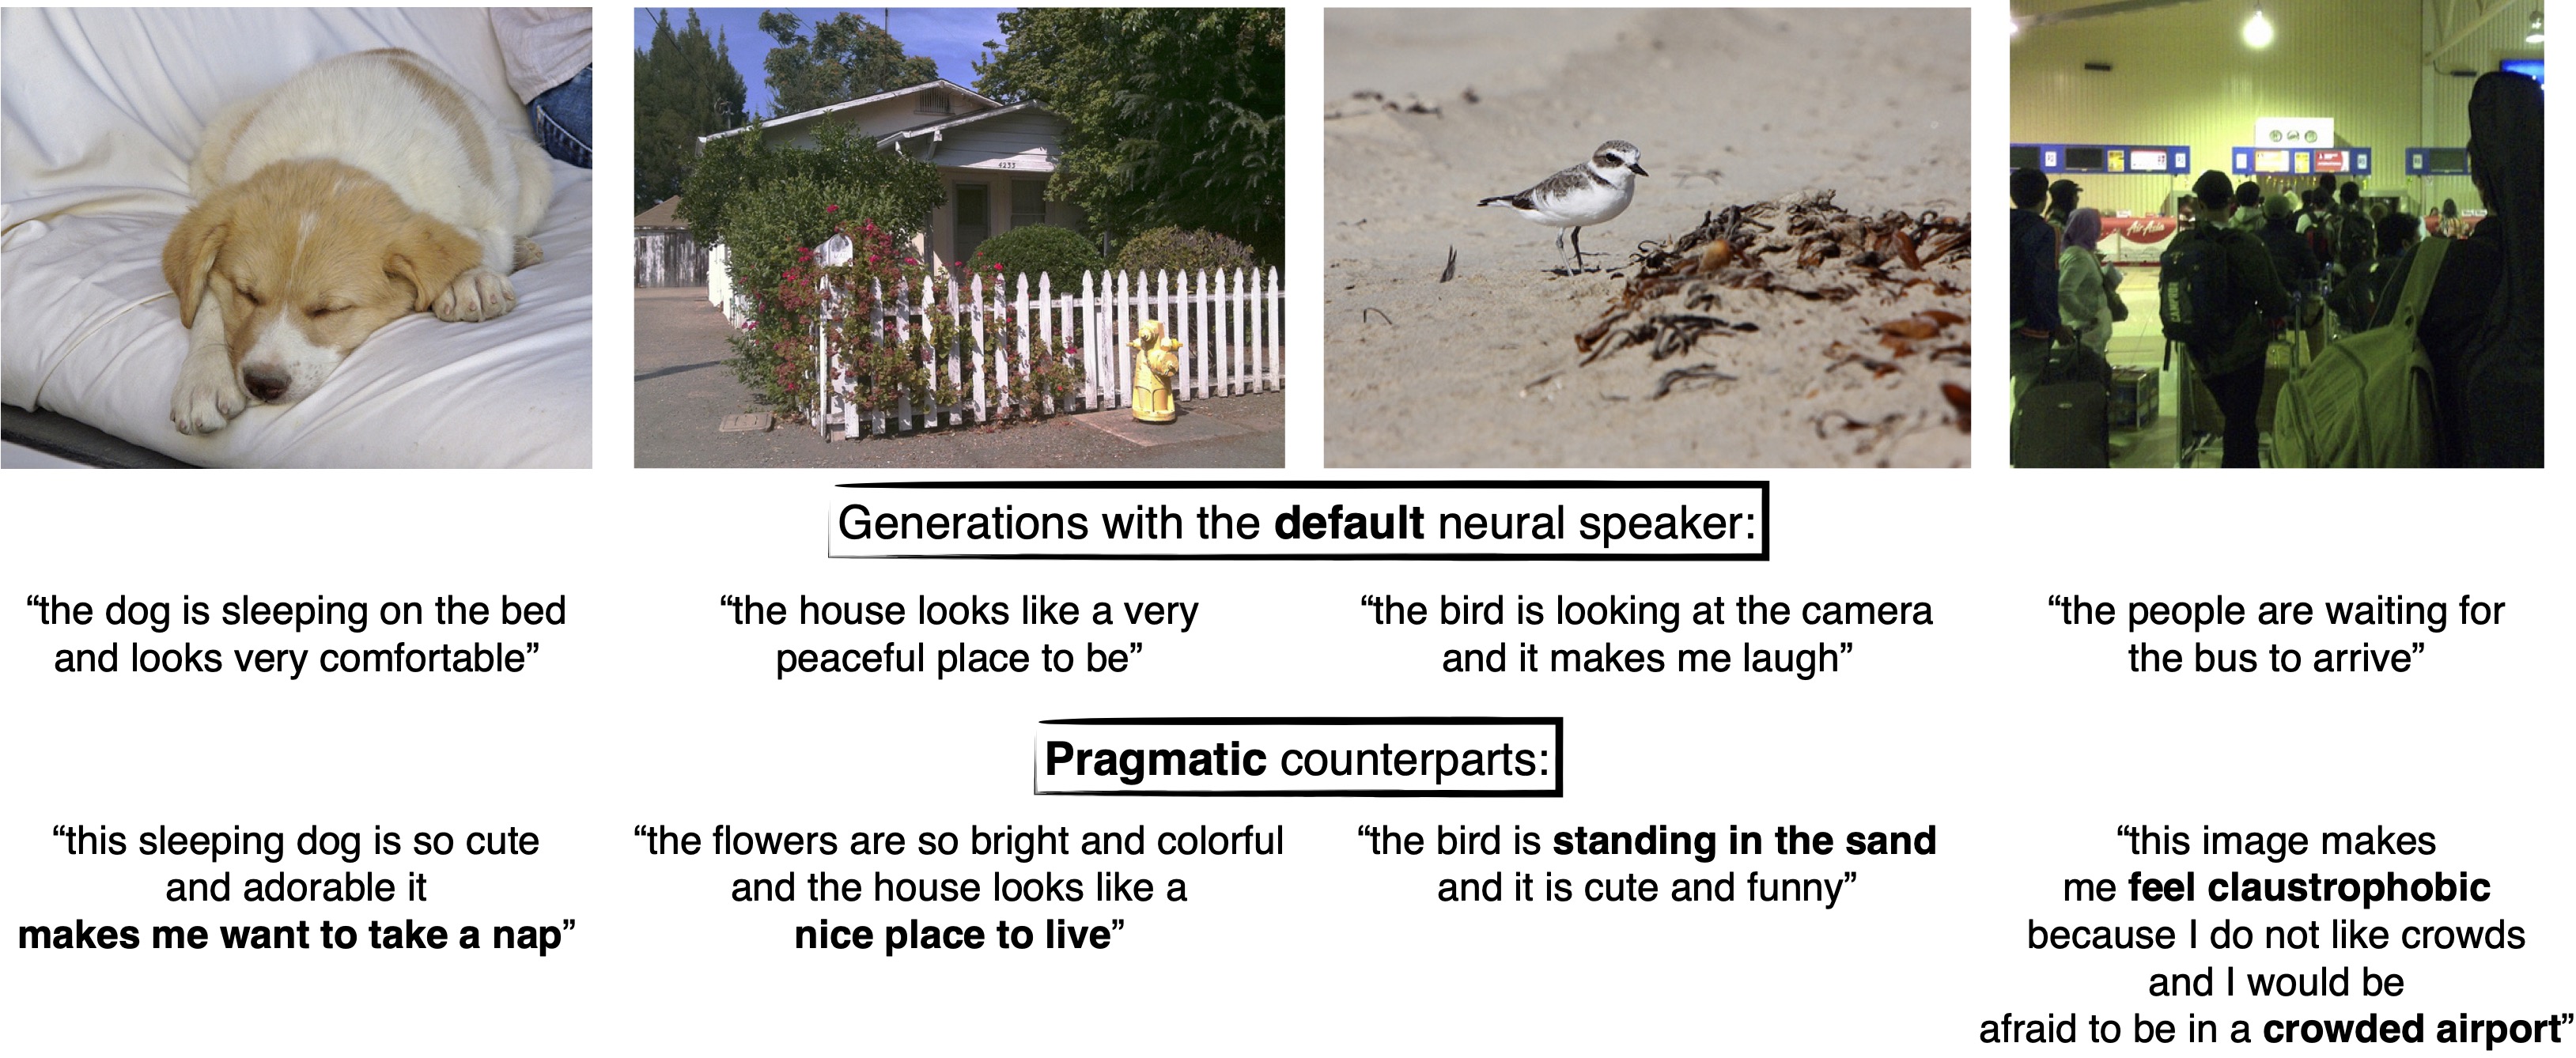 4233
AirAsia
Generations with the default neural speaker:
“the dog is sleeping on the bed
and looks very comfortable”
“the house looks like a very
peaceful place to be”
“the bird is looking at the camera
and it makes me laugh”
“the people are waiting for
the bus to arrive”
Pragmatic counterparts:
“this sleeping dog is so cute
and adorable it
makes me want to take a nap”
“the flowers are so bright and colorful
and the house looks like a
nice place to live”
“the bird is standing in the sand
and it is cute and funny”
“this image makes
me feel claustrophobic
because I do not like crowds
and I would be
afraid to be in a crowded airport”